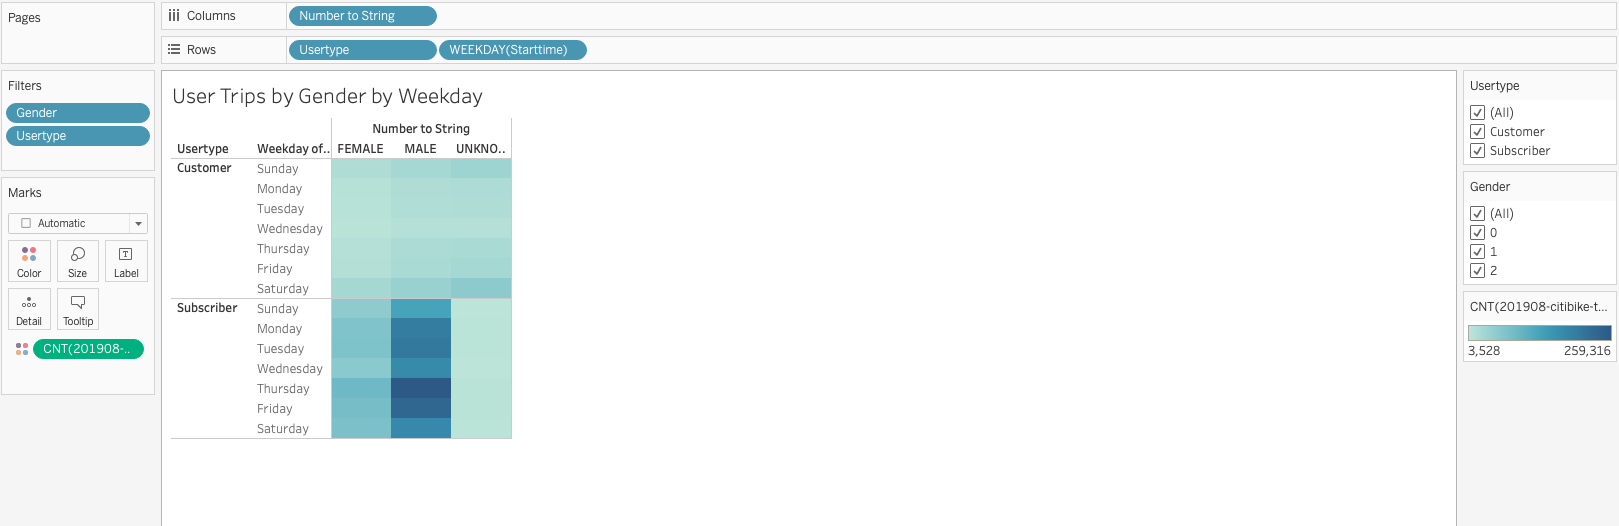 Pages
Columns
Number to String
Rows
Usertype
WEEKDAY(Starttime)
Filters
Gender
Usertype
Marks
Automatic
Color
Size
Label
Detail
Tooltip
CNT(201908-..
User Trips by Gender by Weekday
Number to String
Usertype Weekday of.. FEMALE MALE UNKNO..
Customer Sunday
Monday
Tuesday
Wednesday
Thursday
Friday
Saturday
Subscriber Sunday
Monday
Tuesday
Wednesday
Thursday
Friday
Saturday
Usertype
(All)
Customer
Subscriber
Gender
(All)
0
1
2
CNT(201908-citibike-t...
3,528 259,316